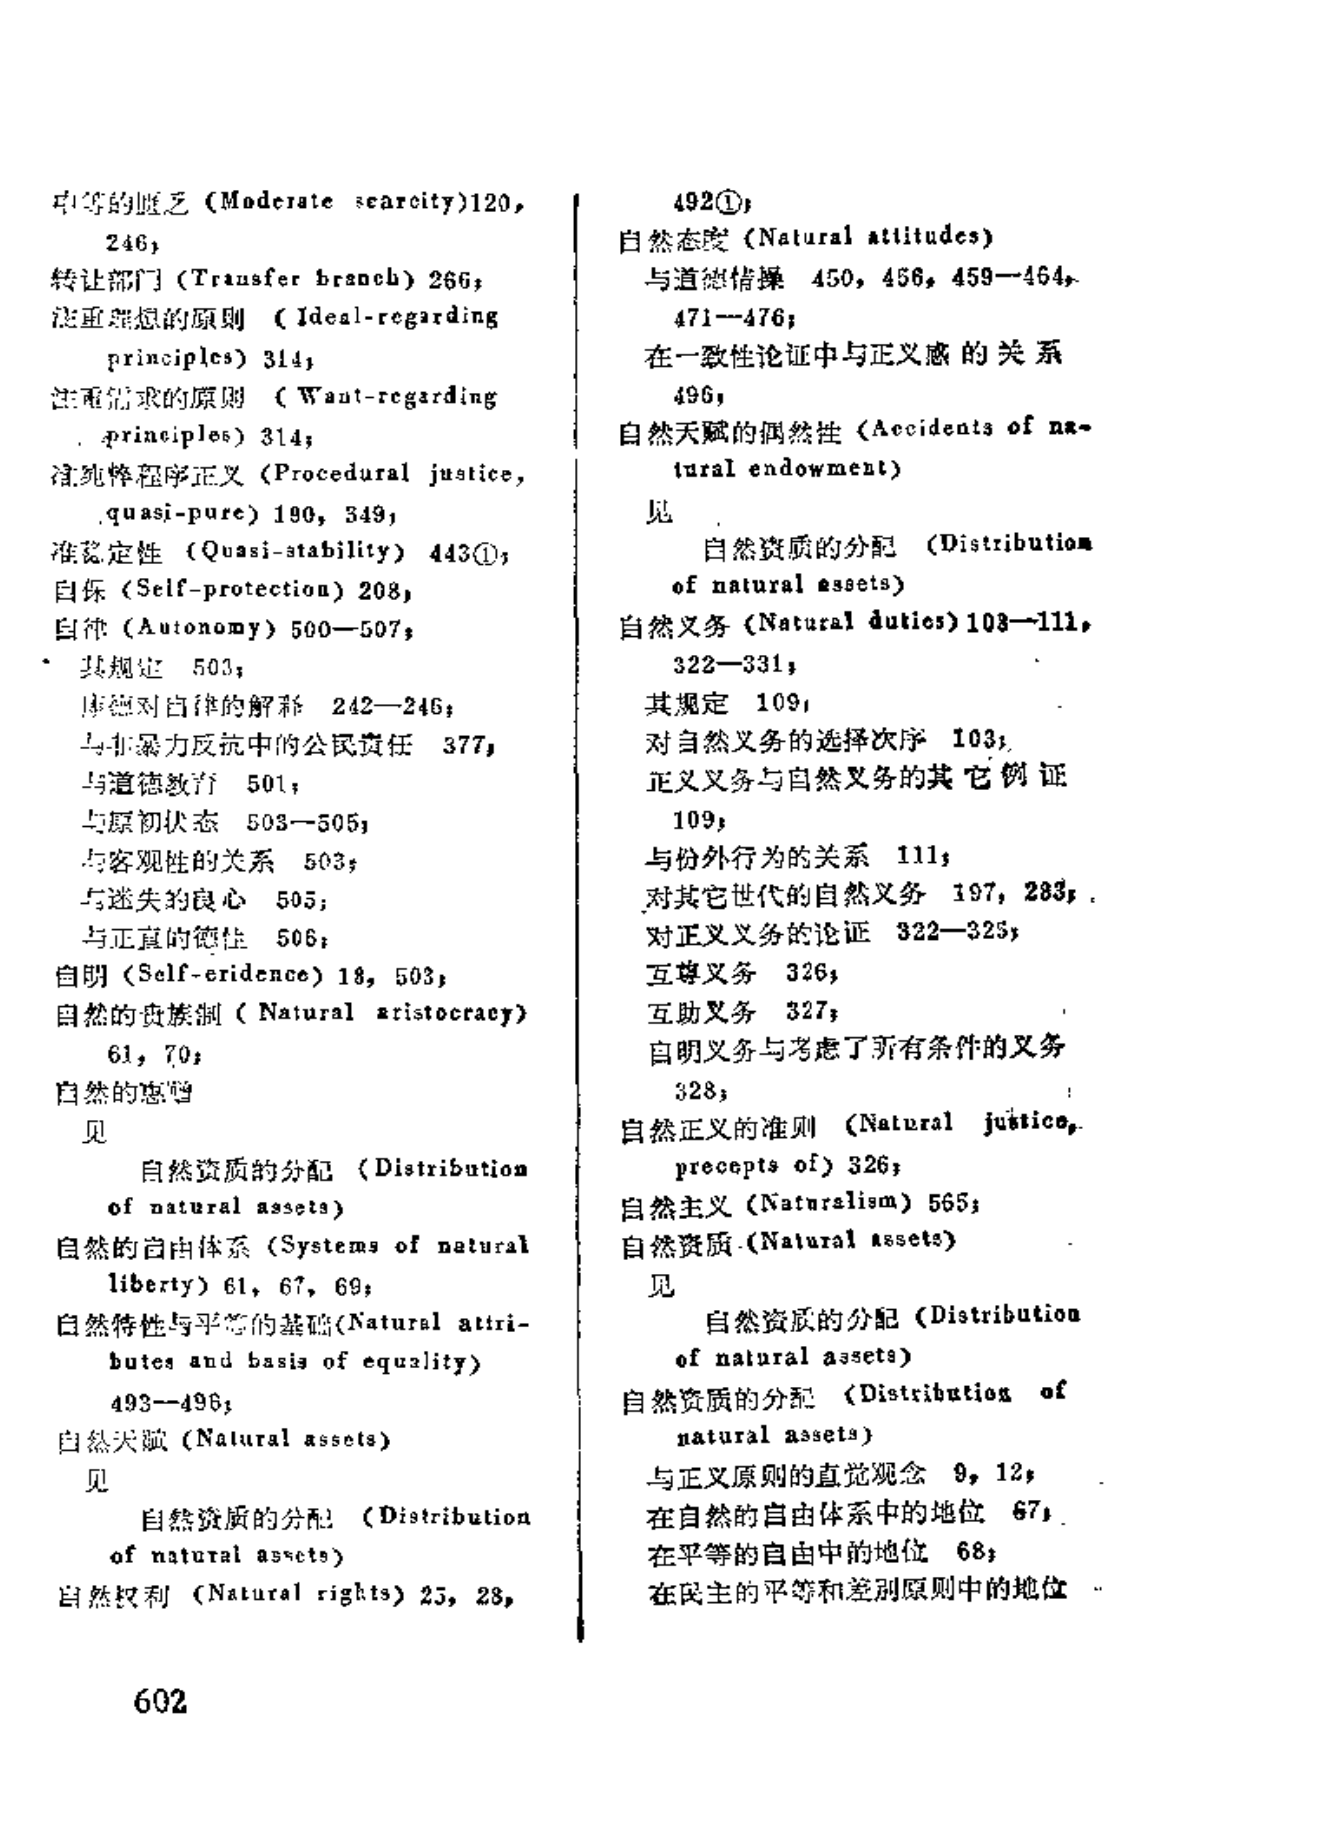 中等的匮乏 (Moderate scarcity)120,
246;
转让部门 (Transfer branch) 266;
注重理想的原则 (Ideal-regarding
principles) 314;
注重需求的原则 (Want-regarding
principles) 314;
准纯粹程序正义 (Procedural justice,
quasi-pure) 190, 349;
准稳定性 (Quasi-stability) 443①;
自保 (Self-protection) 208;
自律 (Autonomy) 500—507;
其规定 503;
康德对自律的解释 242—246;
与非暴力反抗中的公民责任 377;
与道德教育 501;
与原初状态 503—505;
与客观性的关系 503;
与迷失的良心 505;
与正直的德性 506;
自明 (Self-eridence) 18, 503;
自然的贵族制 (Natural aristocracy)
61, 70;
自然的恩赠
见
自然资质的分配 (Distribution
of natural assets)
自然的自由体系 (Systems of natural
liberty) 61, 67, 69;
自然特性与平等的基础(Natural attri-
butes and basis of equality)
493—496;
自然天赋 (Natural assets)
见
自然资质的分配 (Distribution
of natural assets)
自然权利 (Natural rights) 25, 28,
492①;
自然态度 (Natural attitudes)
与道德情操 450, 456, 459—464,
471—476;
在一致性论证中与正义感的关系
496,
自然天赋的偶然性 (Accidents of na-
tural endowment)
见
自然资质的分配 (Distribution
of natural assets)
自然义务 (Natural duties) 103—111,
322—331;
其规定 109;
对自然义务的选择次序 103;
正义义务与自然义务的其它例证
109;
与份外行为的关系 111;
对其它世代的自然义务 197, 283;
对正义义务的论证 322—325;
互尊义务 326;
互助义务 327;
自明义务与考虑了所有条件的义务
328;
自然正义的准则 (Natural justice,
precepts of) 326;
自然主义 (Naturalism) 565;
自然资质 (Natural assets)
见
自然资质的分配 (Distribution
of natural assets)
自然资质的分配 (Distribution of
natural assets)
与正义原则的直觉观念 9, 12;
在自然的自由体系中的地位 67;
在平等的自由中的地位 68;
在民主的平等和差别原则中的地位
602